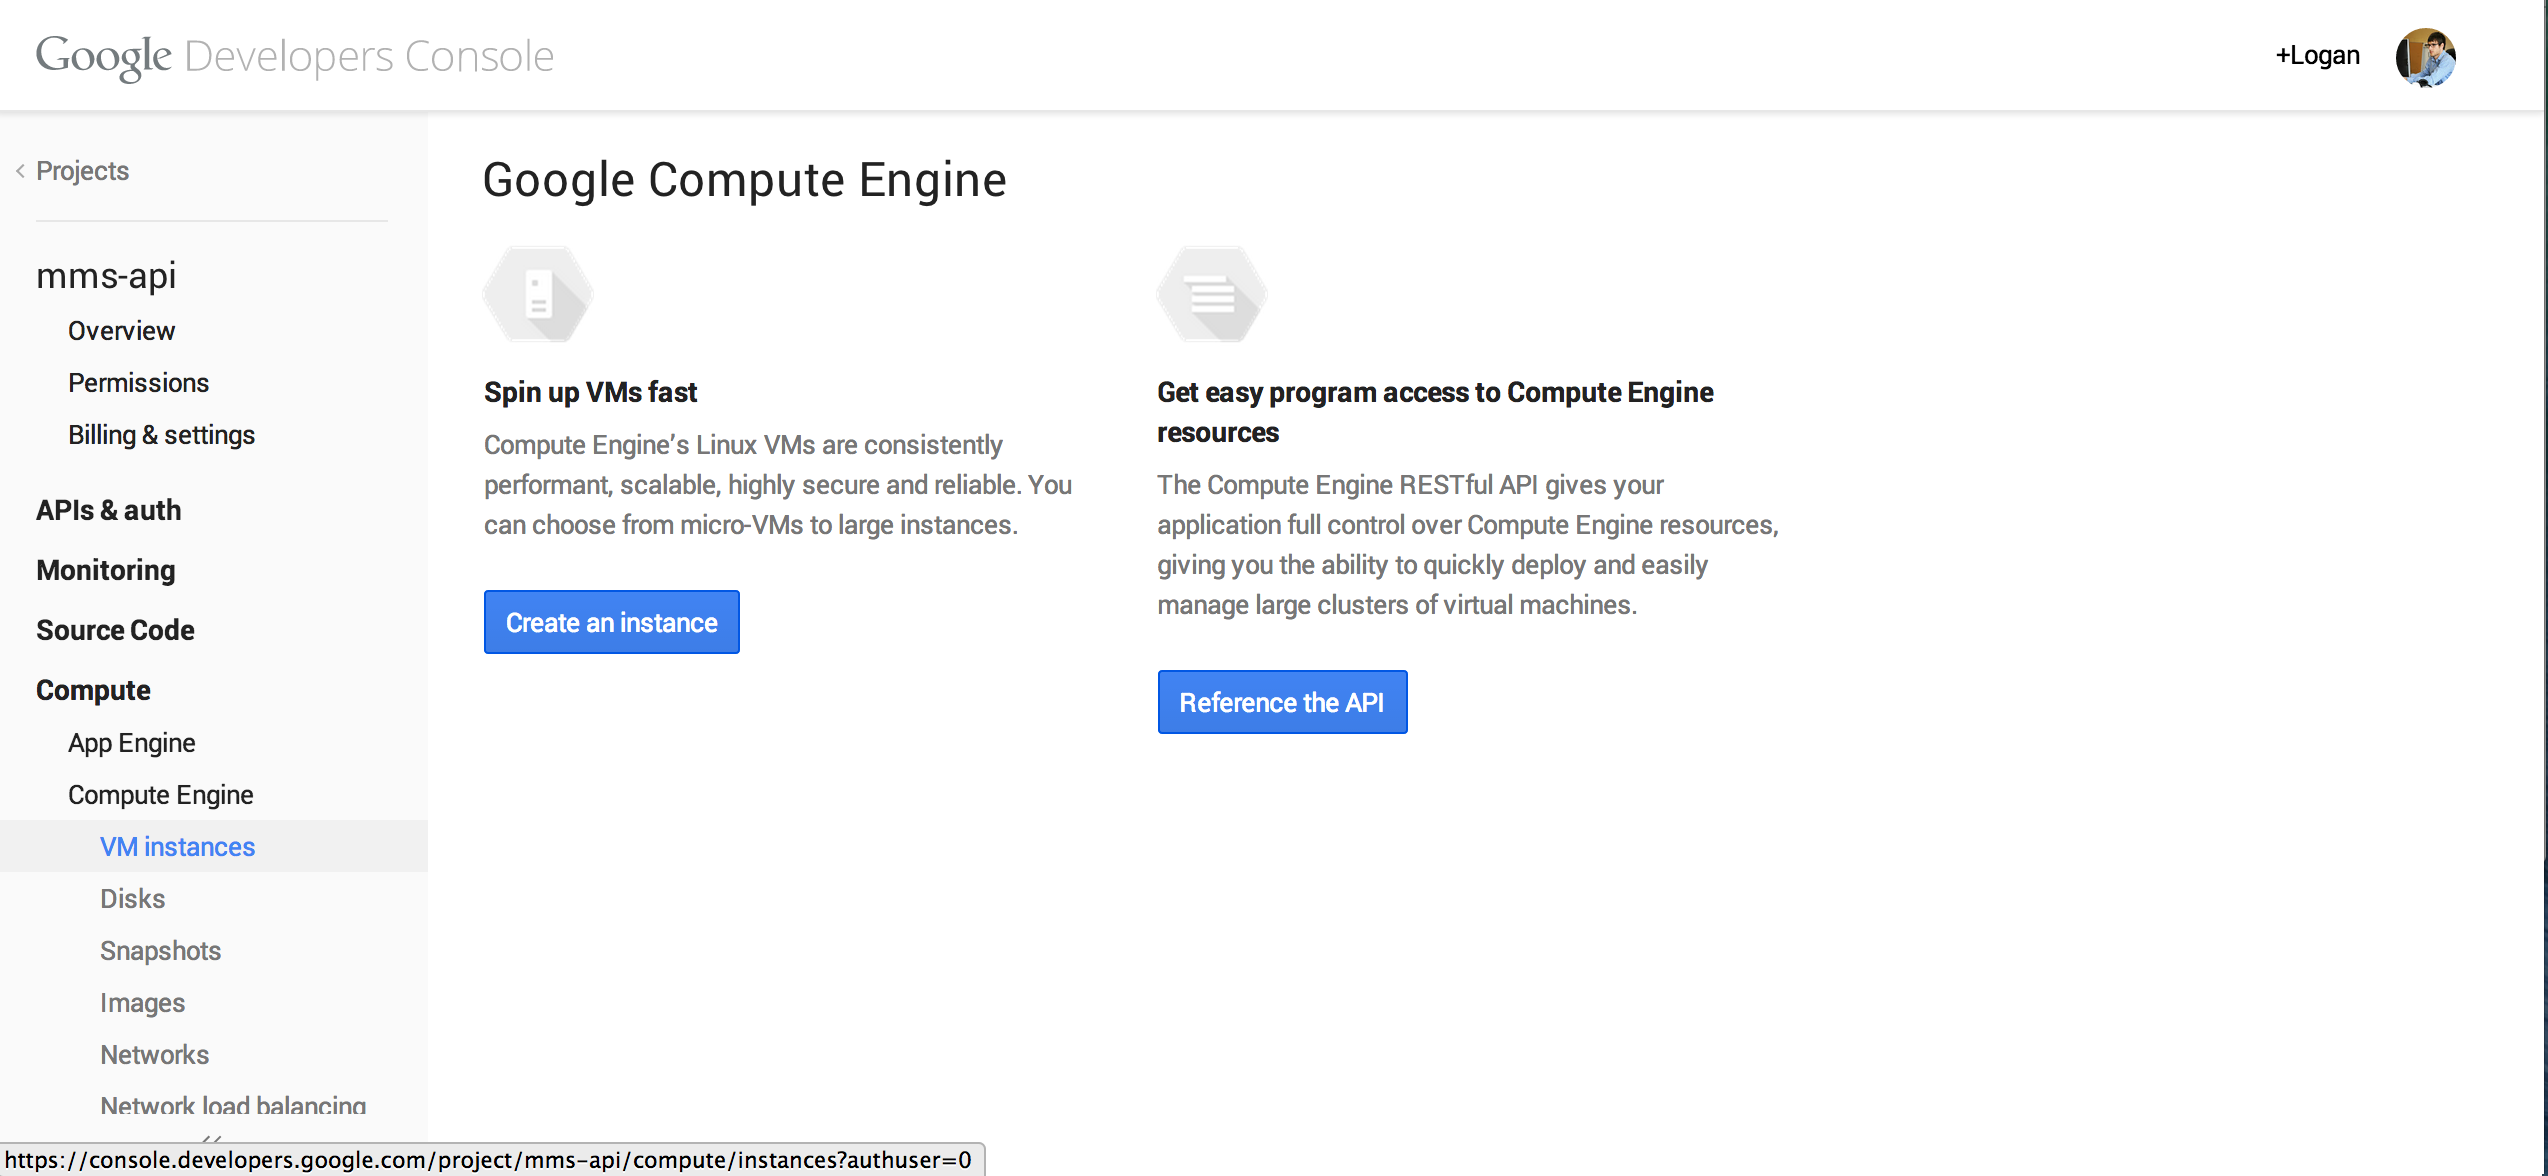 Google Developers Console
+Logan
Projects
mms-api
Overview
Permissions
Billing & settings
APIs & auth
Monitoring
Source Code
Compute
App Engine
Compute Engine
VM instances
Disks
Snapshots
Images
Networks
Network load balancing
Google Compute Engine
Spin up VMs fast
Compute Engine’s Linux VMs are consistently
performant, scalable, highly secure and reliable. You
can choose from micro-VMs to large instances.
Create an instance
Get easy program access to Compute Engine
resources
The Compute Engine RESTful API gives your
application full control over Compute Engine resources,
giving you the ability to quickly deploy and easily
manage large clusters of virtual machines.
Reference the API
https://console.developers.google.com/project/mms-api/compute/instances?authuser=0